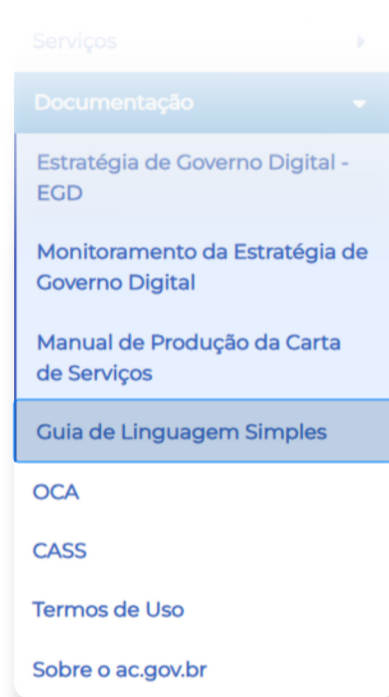 Serviços
Documentação
Estratégia de Governo Digital -
EGD
Monitoramento da Estratégia de
Governo Digital
Manual de Produção da Carta
de Serviços
Guia de Linguagem Simples
OCA
CASS
Termos de Uso
Sobre o ac.gov.br